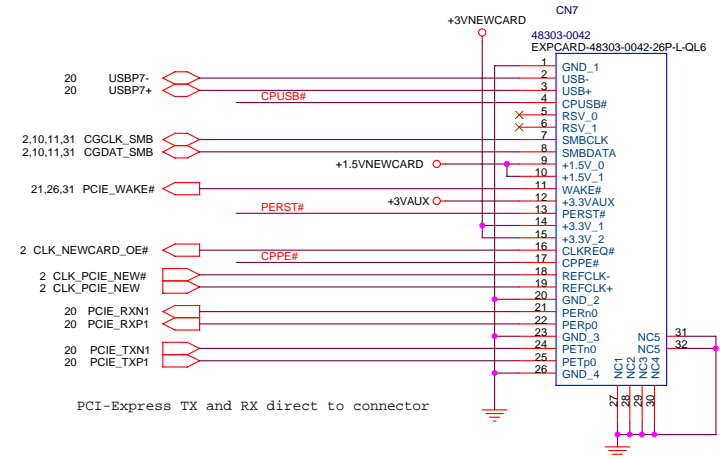 CN7
+3VNEWCARD
48303-0042
EXPCARD-48303-0042-26P-L-QL6
1 GND_1
20 USBP7- 2 USB-
20 USBP7+ 3 USB+
CPUSB# 4 CPUSB#
5 RSV_0
6 RSV_1
2,10,11,31 CGCLK_SMB 7 SMBCLK
2,10,11,31 CGDAT_SMB 8 SMBDATA
+1.5VNEWCARD 9 +1.5V_0
10 +1.5V_1
21,26,31 PCIE_WAKE# 11 WAKE#
+3VAUX 12 +3.3VAUX
PERST# 13 PERST#
14 +3.3V_1
15 +3.3V_2
2 CLK_NEWCARD_OE# 16 CLKREQ#
CPPE# 17 CPPE#
2 CLK_PCIE_NEW# 18 REFCLK-
2 CLK_PCIE_NEW 19 REFCLK+
20 GND_2
20 PCIE_RXN1 21 PERn0
20 PCIE_RXP1 22 PERp0
23 GND_3 NC5 31
20 PCIE_TXN1 24 PETn0 NC5 32
20 PCIE_TXP1 25 PETp0
26 GND_4
NC1 NC2 NC3 NC4
27 28 29 30
PCI-Express TX and RX direct to connector